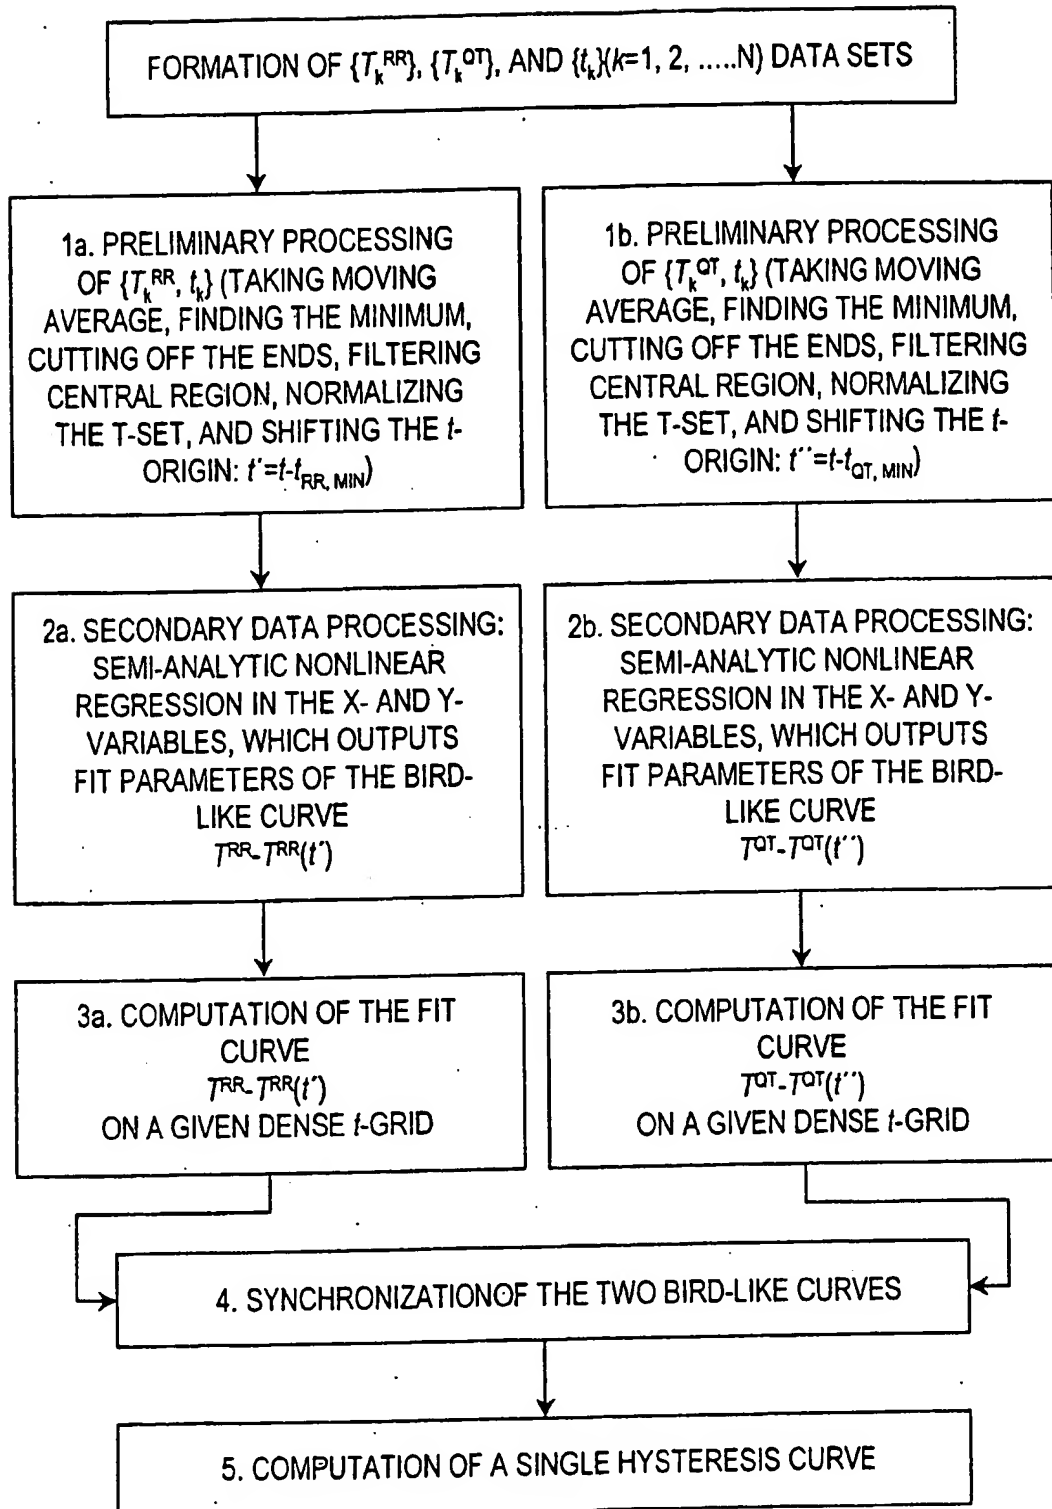 FORMATION OF {T_k^RR}, {T_k^QT}, AND {t_k}(k=1, 2, .....N) DATA SETS
1a. PRELIMINARY PROCESSING
OF {T_k^RR, t_k} (TAKING MOVING
AVERAGE, FINDING THE MINIMUM,
CUTTING OFF THE ENDS, FILTERING
CENTRAL REGION, NORMALIZING
THE T-SET, AND SHIFTING THE t-
ORIGIN: t'=t-t_RR, MIN)
1b. PRELIMINARY PROCESSING
OF {T_k^QT, t_k} (TAKING MOVING
AVERAGE, FINDING THE MINIMUM,
CUTTING OFF THE ENDS, FILTERING
CENTRAL REGION, NORMALIZING
THE T-SET, AND SHIFTING THE t-
ORIGIN: t''=t-t_QT, MIN)
2a. SECONDARY DATA PROCESSING:
SEMI-ANALYTIC NONLINEAR
REGRESSION IN THE X- AND Y-
VARIABLES, WHICH OUTPUTS
FIT PARAMETERS OF THE BIRD-
LIKE CURVE
T^RR-T^RR(t')
2b. SECONDARY DATA PROCESSING:
SEMI-ANALYTIC NONLINEAR
REGRESSION IN THE X- AND Y-
VARIABLES, WHICH OUTPUTS
FIT PARAMETERS OF THE BIRD-
LIKE CURVE
T^QT-T^QT(t'')
3a. COMPUTATION OF THE FIT
CURVE
T^RR-T^RR(t')
ON A GIVEN DENSE t-GRID
3b. COMPUTATION OF THE FIT
CURVE
T^QT-T^QT(t'')
ON A GIVEN DENSE t-GRID
4. SYNCHRONIZATIONOF THE TWO BIRD-LIKE CURVES
5. COMPUTATION OF A SINGLE HYSTERESIS CURVE